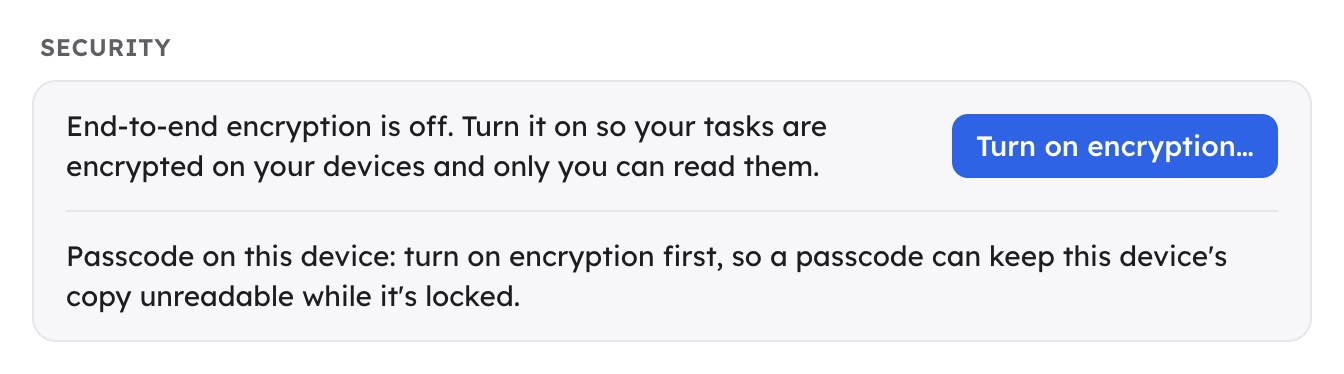 SECURITY
End-to-end encryption is off. Turn it on so your tasks are
encrypted on your devices and only you can read them.
Turn on encryption…
Passcode on this device: turn on encryption first, so a passcode can keep this device's
copy unreadable while it's locked.